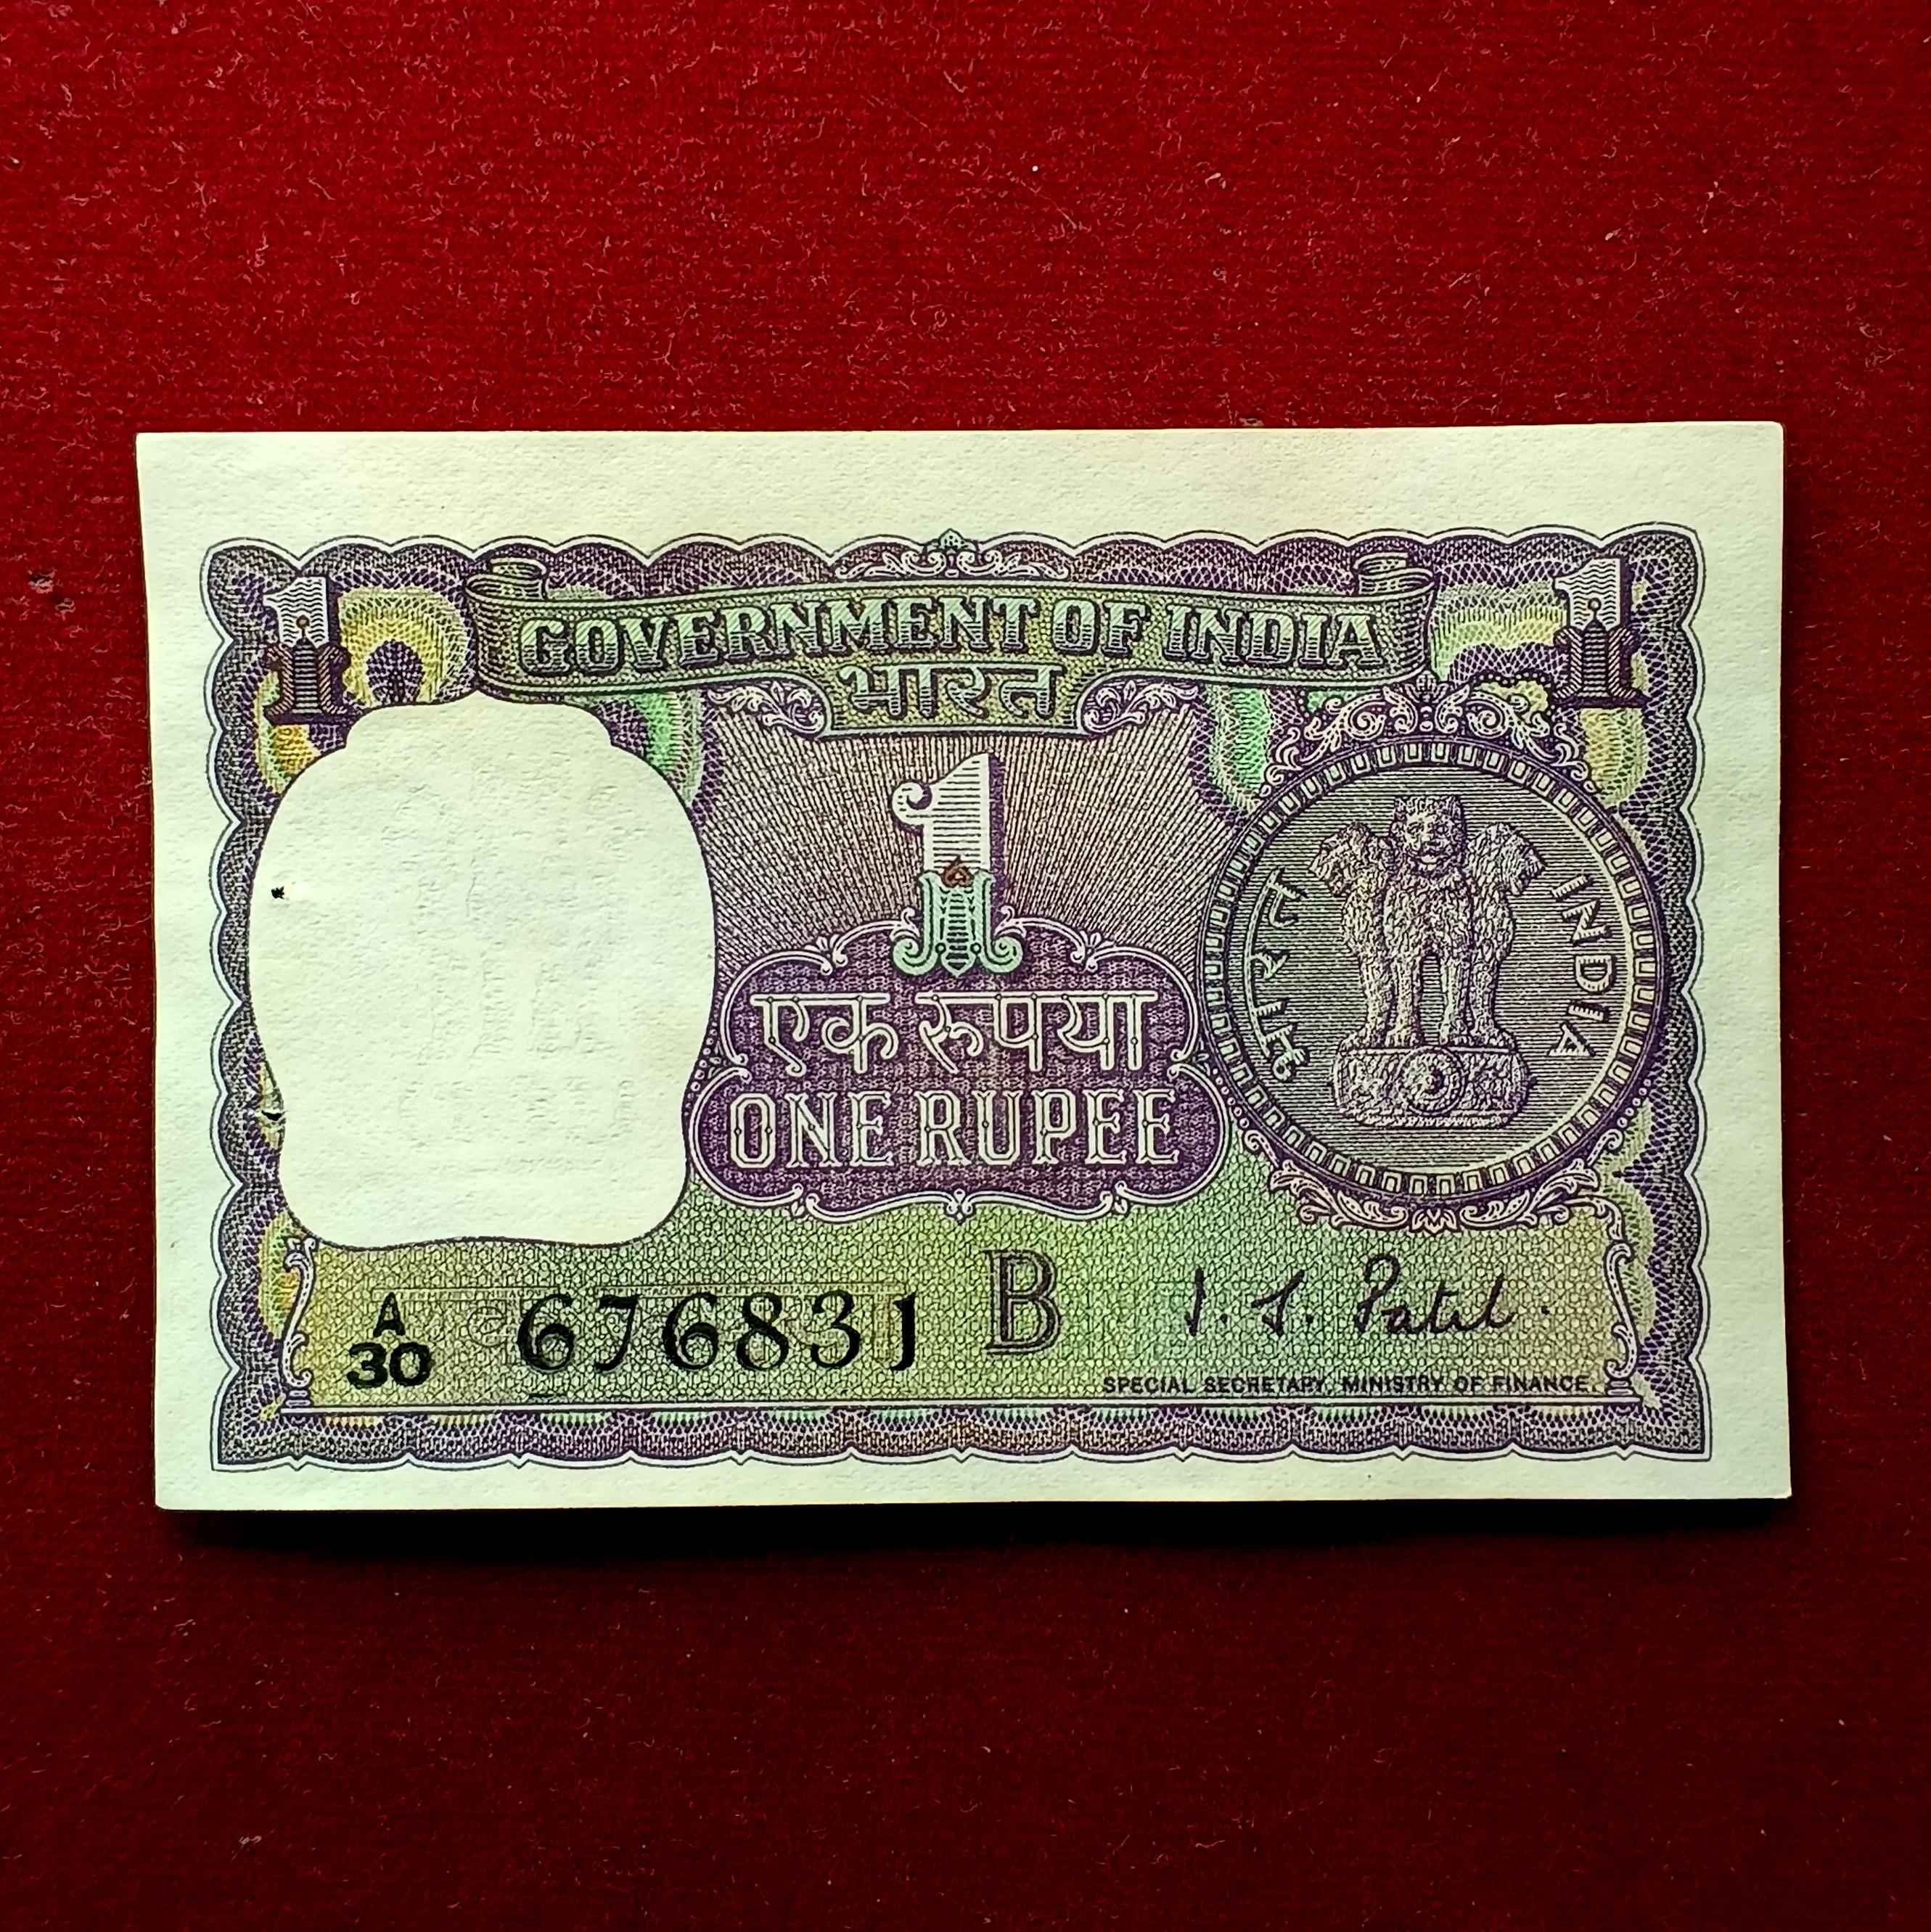 1 1
GOVERNMENT OF INDIA
भारत
1
भारत INDIA
एक रुपया
ONE RUPEE
A
30 676831 B I. G. Patel.
SPECIAL SECRETARY, MINISTRY OF FINANCE.